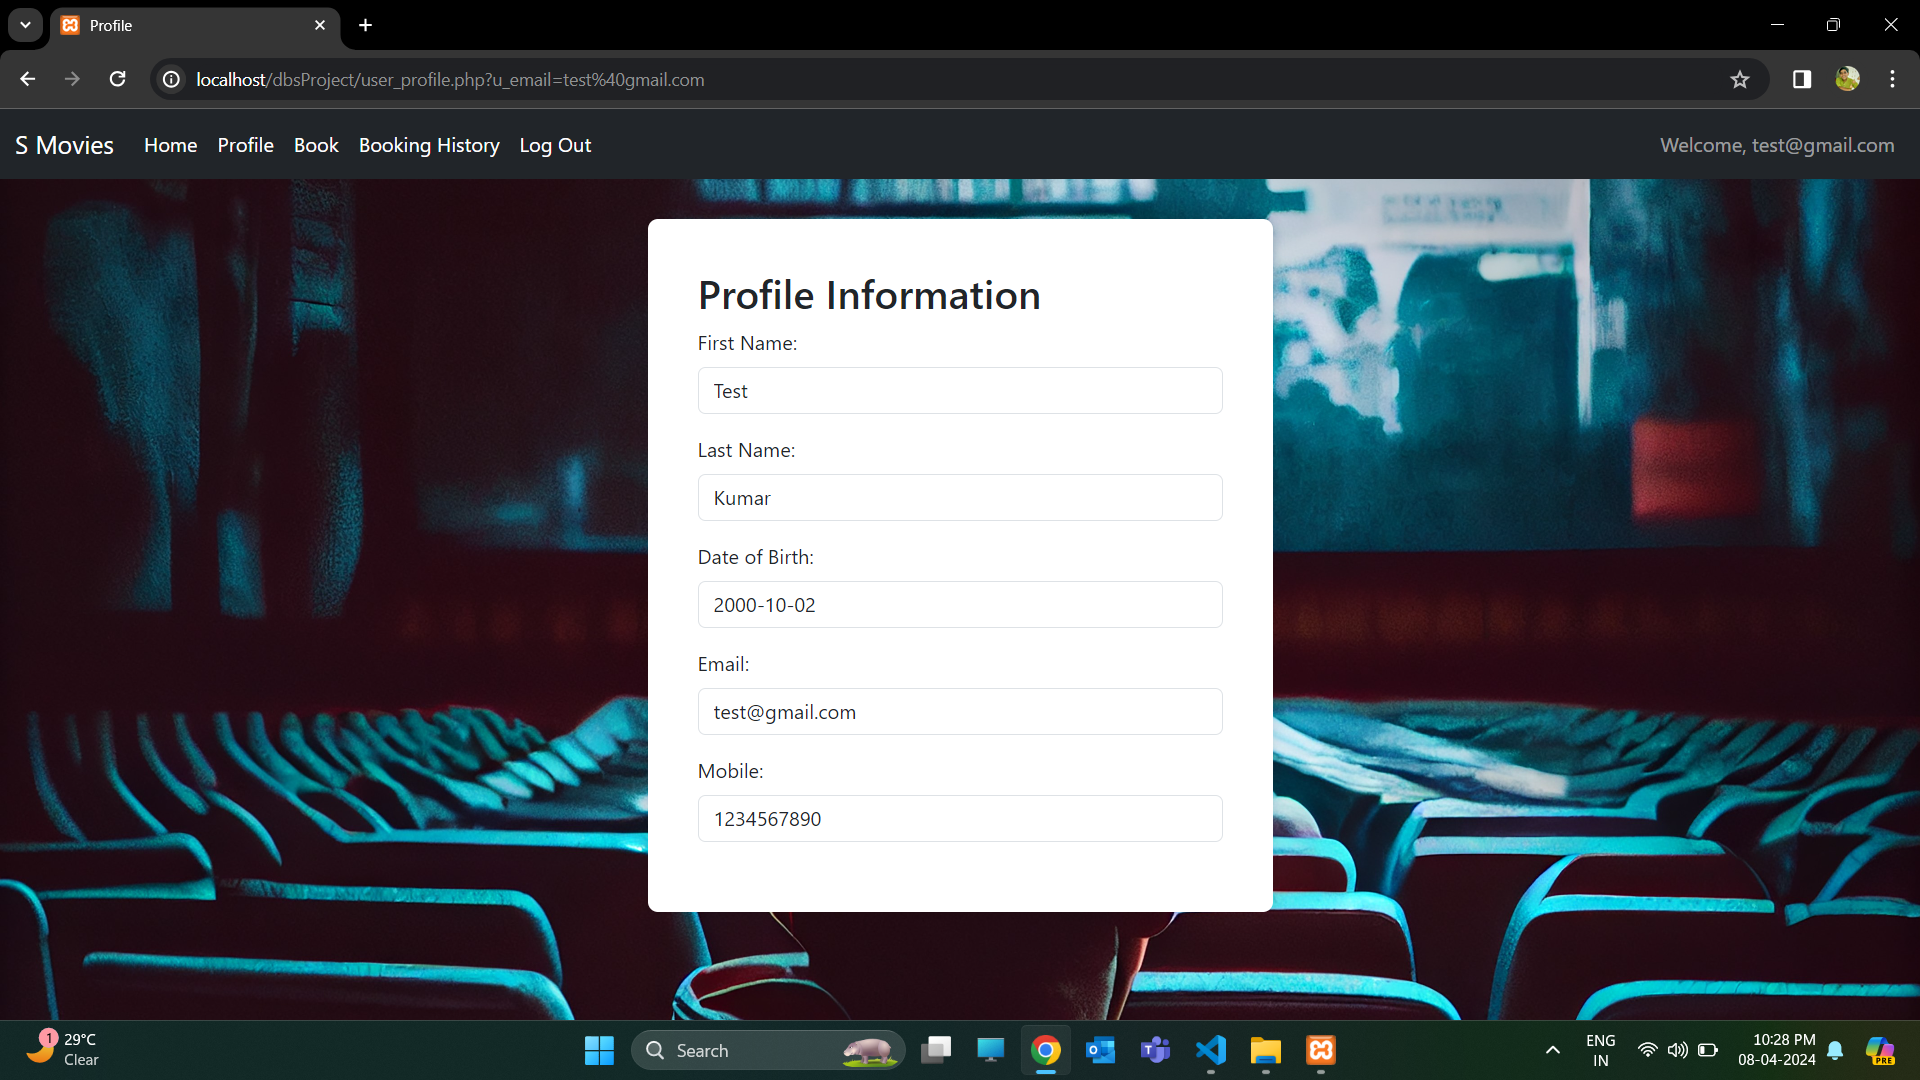 Profile
localhost/dbsProject/user_profile.php?u_email=test%40gmail.com
S Movies Home Profile Book Booking History Log Out Welcome, test@gmail.com
Profile Information
First Name:
Test
Last Name:
Kumar
Date of Birth:
2000-10-02
Email:
test@gmail.com
Mobile:
1234567890
1
29°C
Clear
Search
ENG
IN
10:28 PM
08-04-2024
PRE